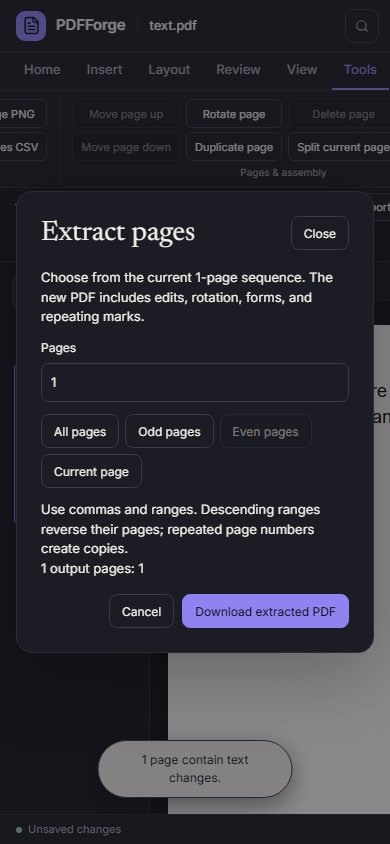 PDFForge
text.pdf
Home Insert Layout Review View Tools
ge PNG Move page up Rotate page Delete page
es CSV Move page down Duplicate page Split current page
Pages & assembly
Extract pages
Close
Choose from the current 1-page sequence. The
new PDF includes edits, rotation, forms, and
repeating marks.
Pages
1
All pages Odd pages Even pages
Current page
Use commas and ranges. Descending ranges
reverse their pages; repeated page numbers
create copies.
1 output pages: 1
Cancel Download extracted PDF
1 page contain text
changes.
Unsaved changes